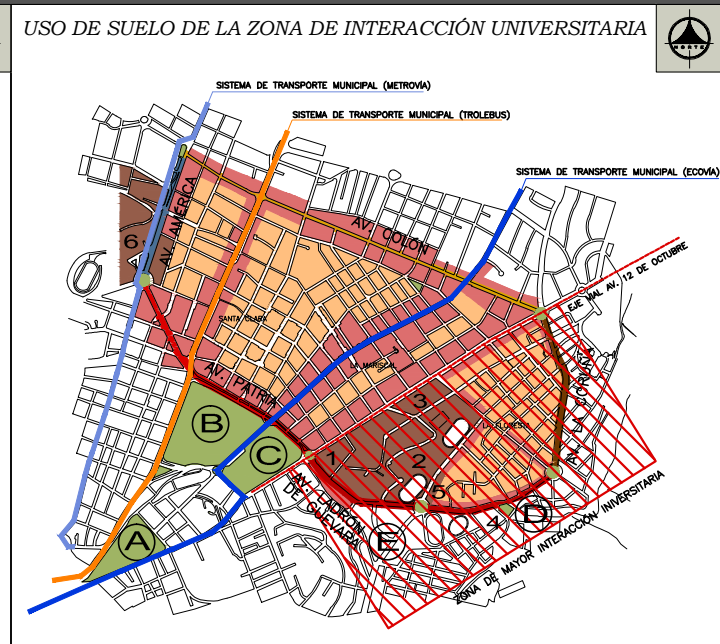 USO DE SUELO DE LA ZONA DE INTERACCIÓN UNIVERSITARIA
NORTE
SISTEMA DE TRANSPORTE MUNICIPAL (METROVÍA)
SISTEMA DE TRANSPORTE MUNICIPAL (TROLEBUS)
SISTEMA DE TRANSPORTE MUNICIPAL (ECOVÍA)
AV. AMÉRICA
AV. COLÓN
6
EJE VIAL AV. 12 DE OCTUBRE
SANTA CLARA
LA MARISCAL
AV. PATRIA
LA FLORESTA
AV. LA CORUÑA
3
B
C
1
2
5
4
D
AV. LADRÓN
DE GUEVARA
A
E
ZONA DE MAYOR INTERACCIÓN INIVERSITARIA